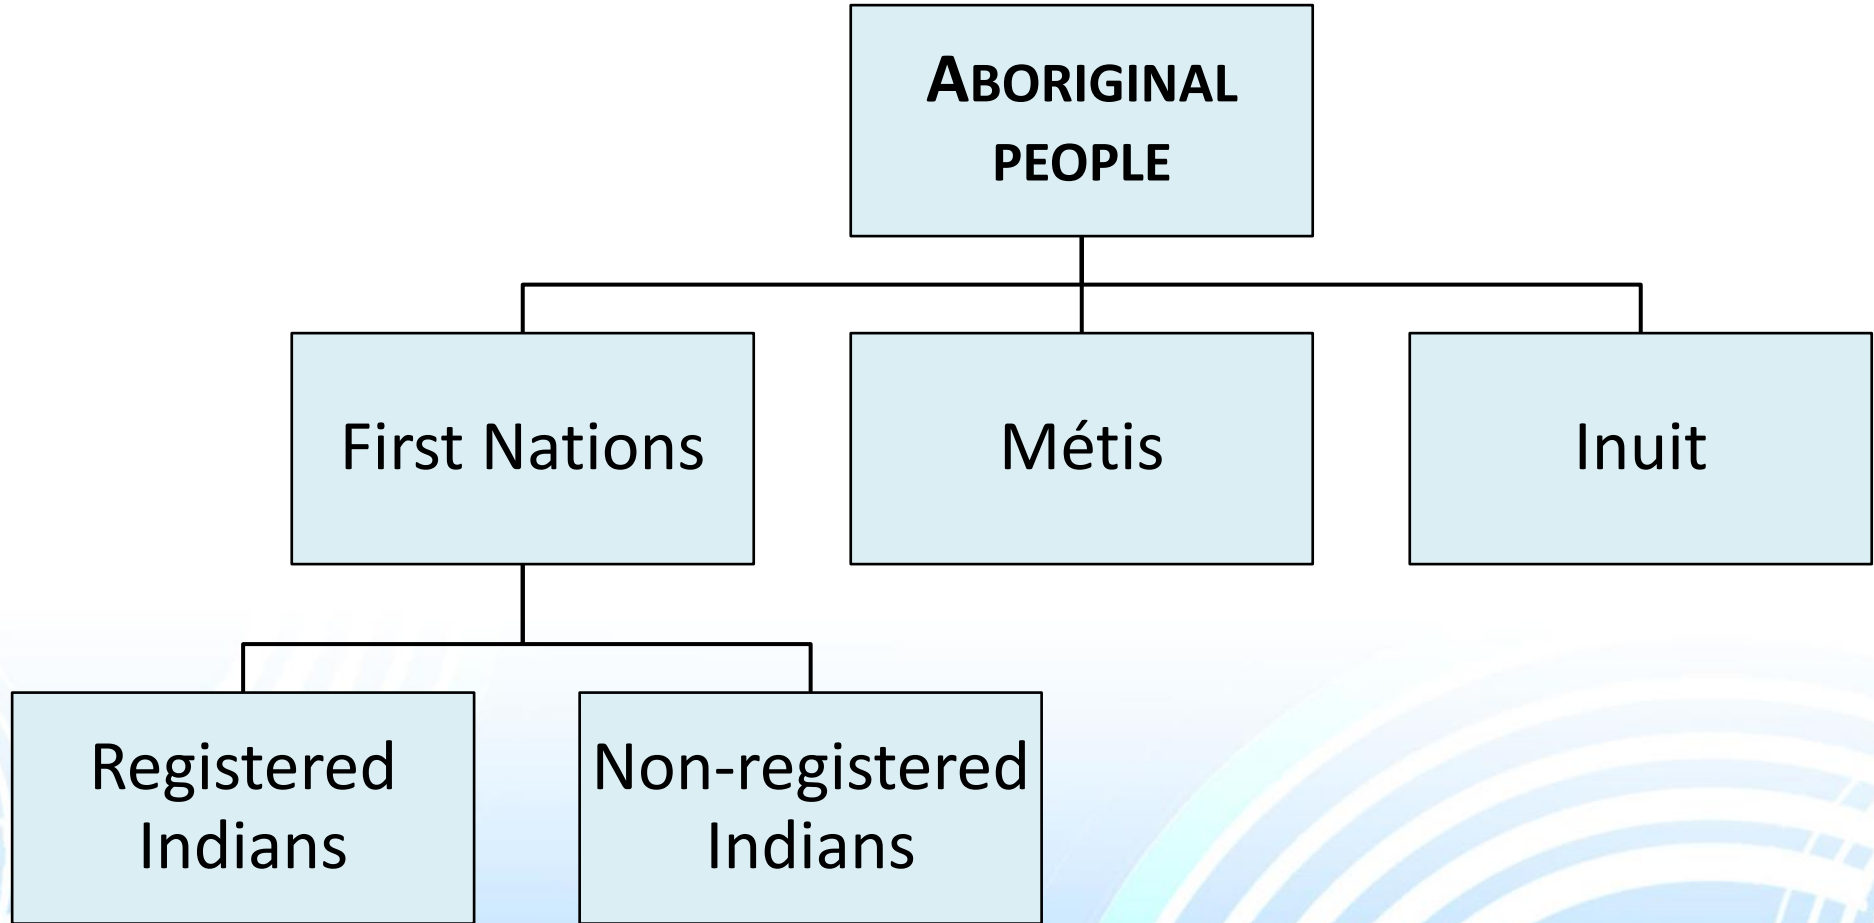 ABORIGINAL
PEOPLE
First Nations
Métis
Inuit
Registered
Indians
Non-registered
Indians